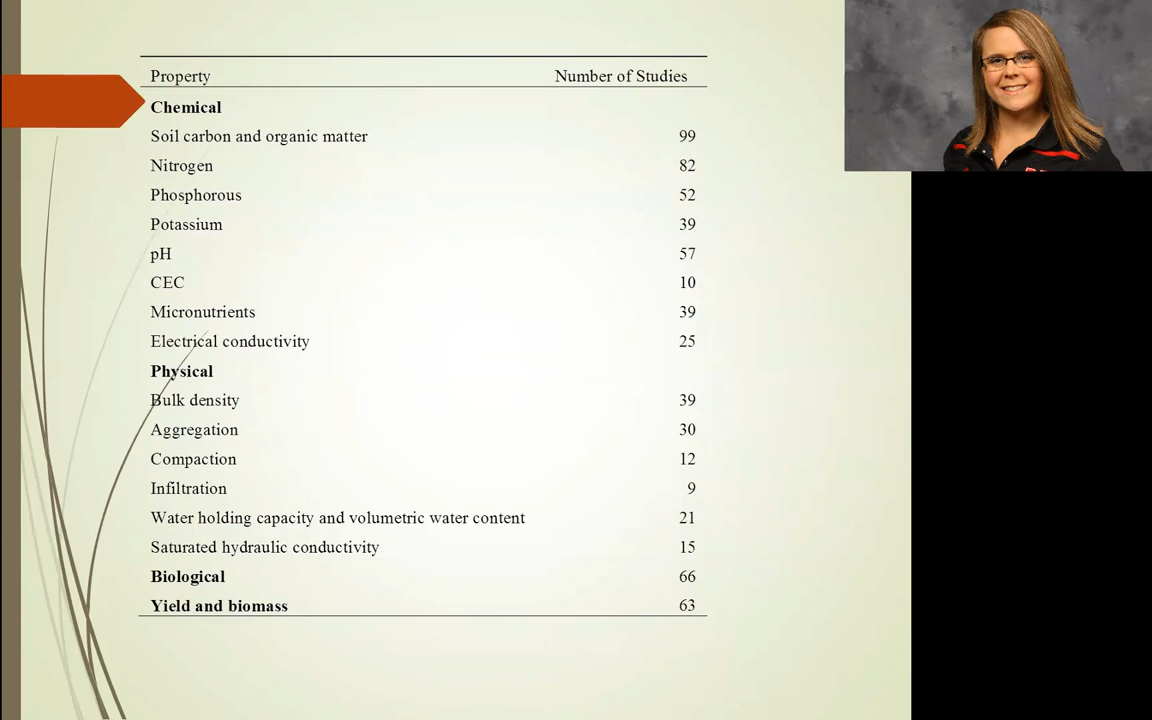 Property Number of Studies
Chemical
Soil carbon and organic matter 99
Nitrogen 82
Phosphorous 52
Potassium 39
pH 57
CEC 10
Micronutrients 39
Electrical conductivity 25
Physical
Bulk density 39
Aggregation 30
Compaction 12
Infiltration 9
Water holding capacity and volumetric water content 21
Saturated hydraulic conductivity 15
Biological 66
Yield and biomass 63